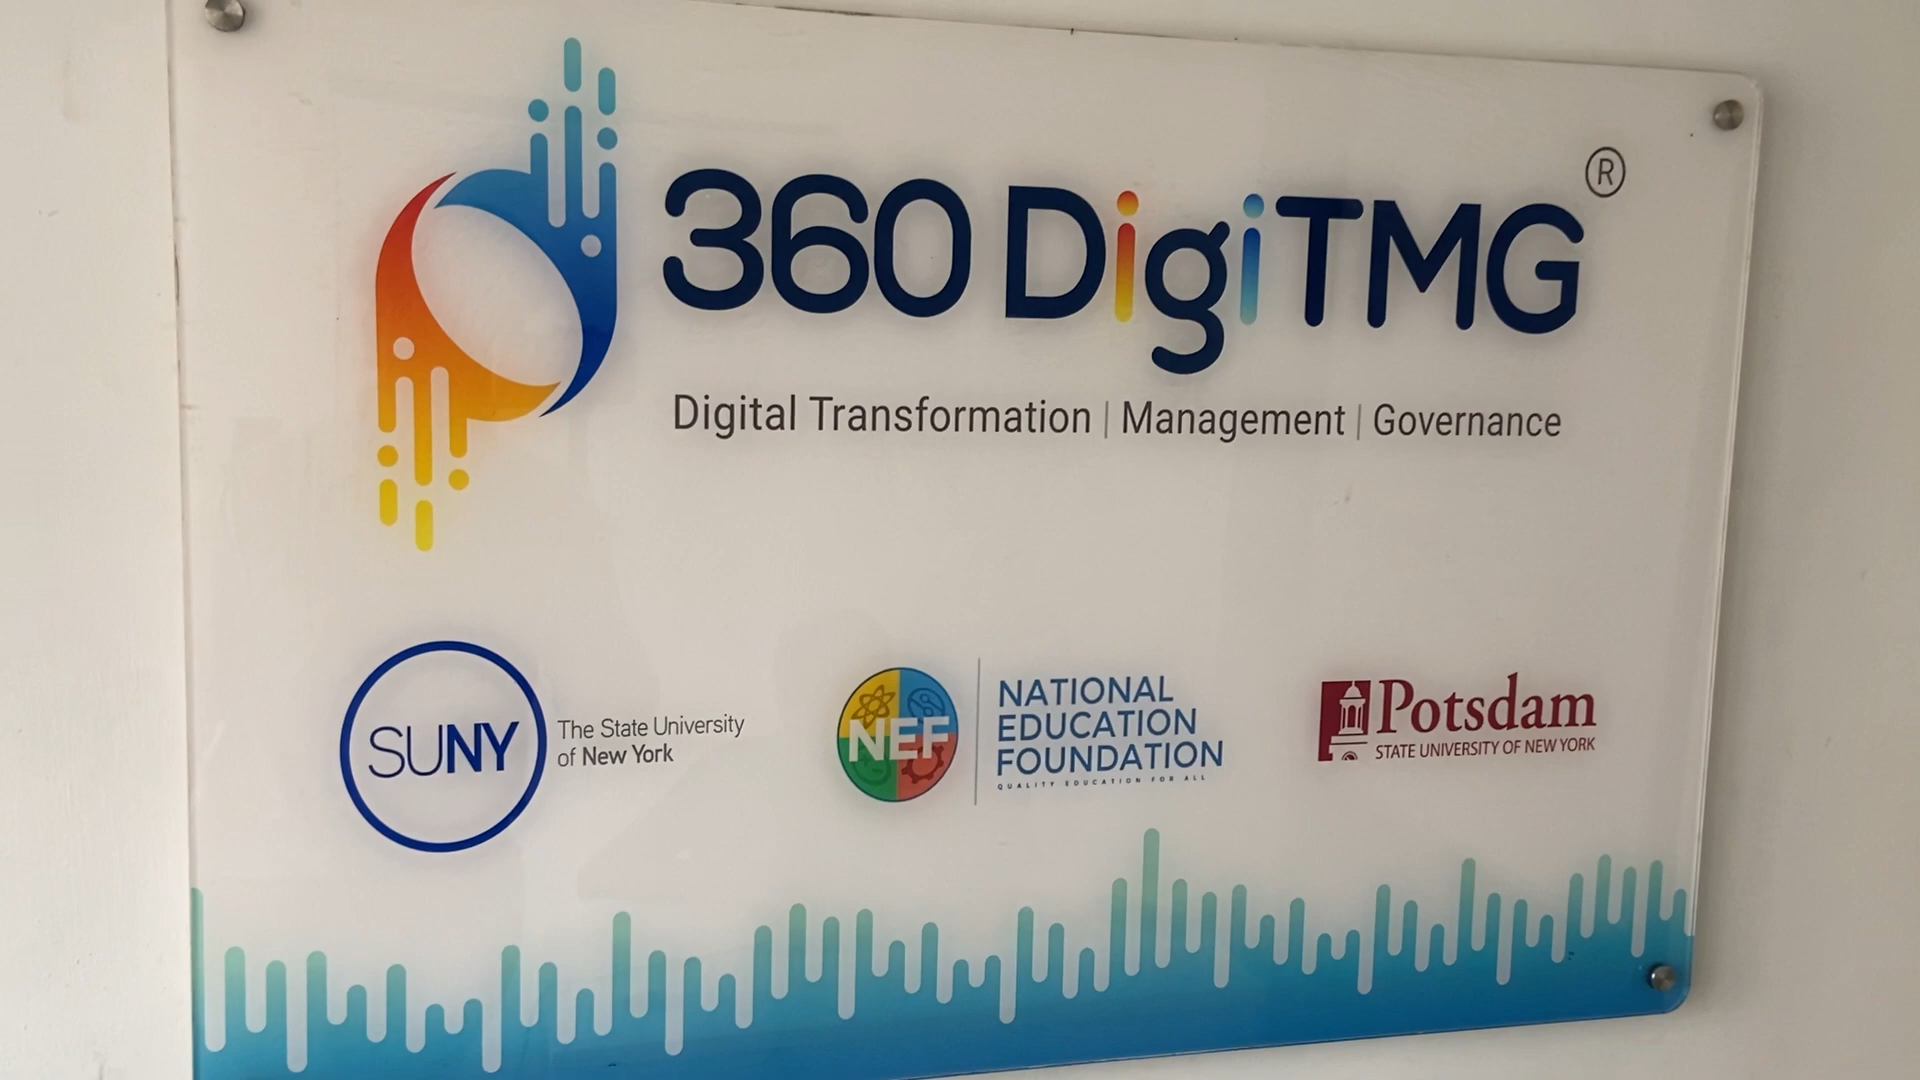 360 DigiTMG®
Digital Transformation | Management | Governance
SUNY
The State University
of New York
NEF
NATIONAL
EDUCATION
FOUNDATION
QUALITY EDUCATION FOR ALL
Potsdam
STATE UNIVERSITY OF NEW YORK